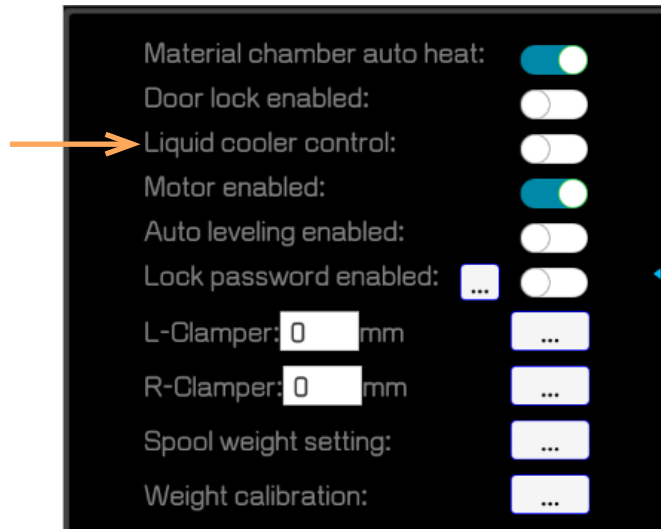 Material chamber auto heat:
Door lock enabled:
Liquid cooler control:
Motor enabled:
Auto leveling enabled:
Lock password enabled: ...
L-Clamper: 0 mm ...
R-Clamper: 0 mm ...
Spool weight setting: ...
Weight calibration: ...